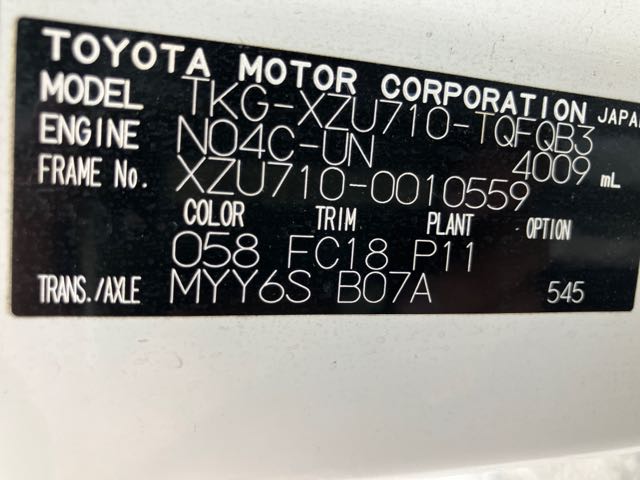 TOYOTA MOTOR CORPORATION JAPAN
MODEL TKG-XZU710-TQFQB3
ENGINE N04C-UN 4009 mL
FRAME No. XZU710-0010559
COLOR TRIM PLANT OPTION
058 FC18 P11
TRANS./AXLE MYY6S B07A 545